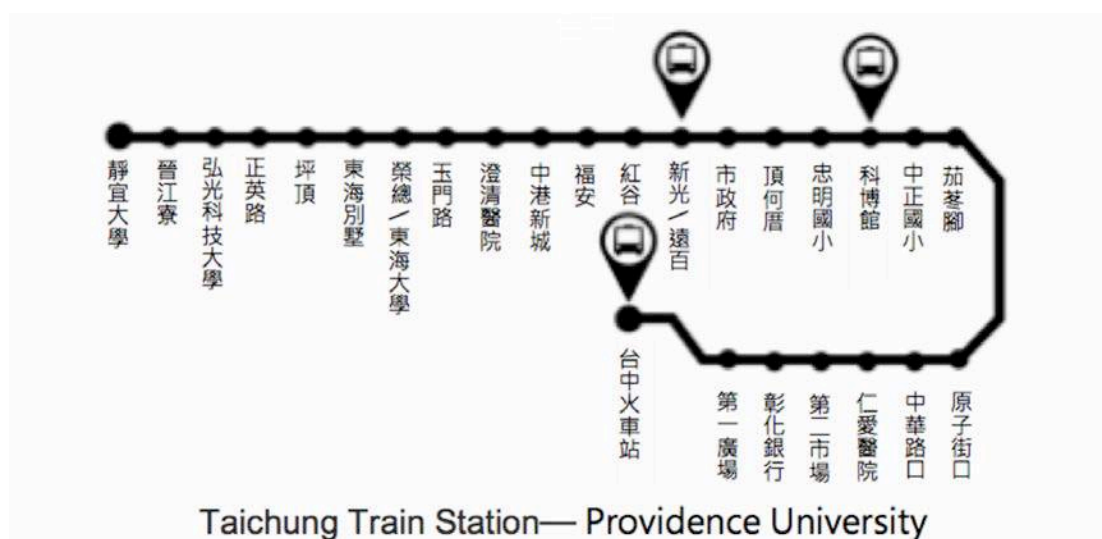 靜宜大學
晉江寮
弘光科技大學
正英路
坪頂
東海別墅
榮總/東海大學
玉門路
澄清醫院
中港新城
福安
紅谷
新光/遠百
市政府
頂何厝
忠明國小
科博館
中正國小
茄苳腳
台中火車站
第一廣場
彰化銀行
第二市場
仁愛醫院
中華路口
原子街口
Taichung Train Station— Providence University